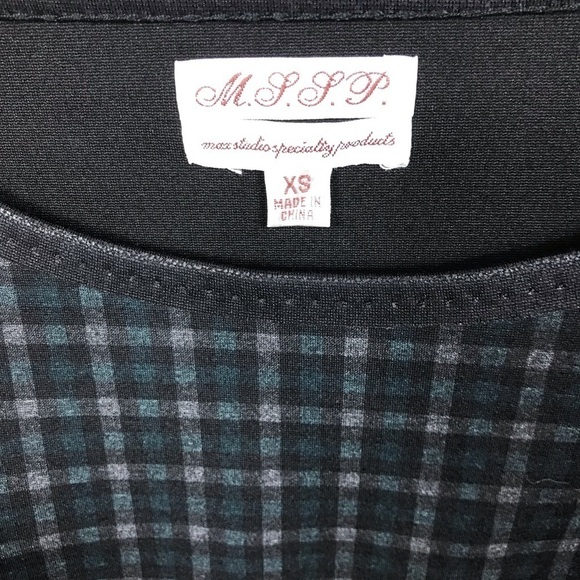 M.S.S.P.
max studio specialty products
XS
MADE IN
CHINA